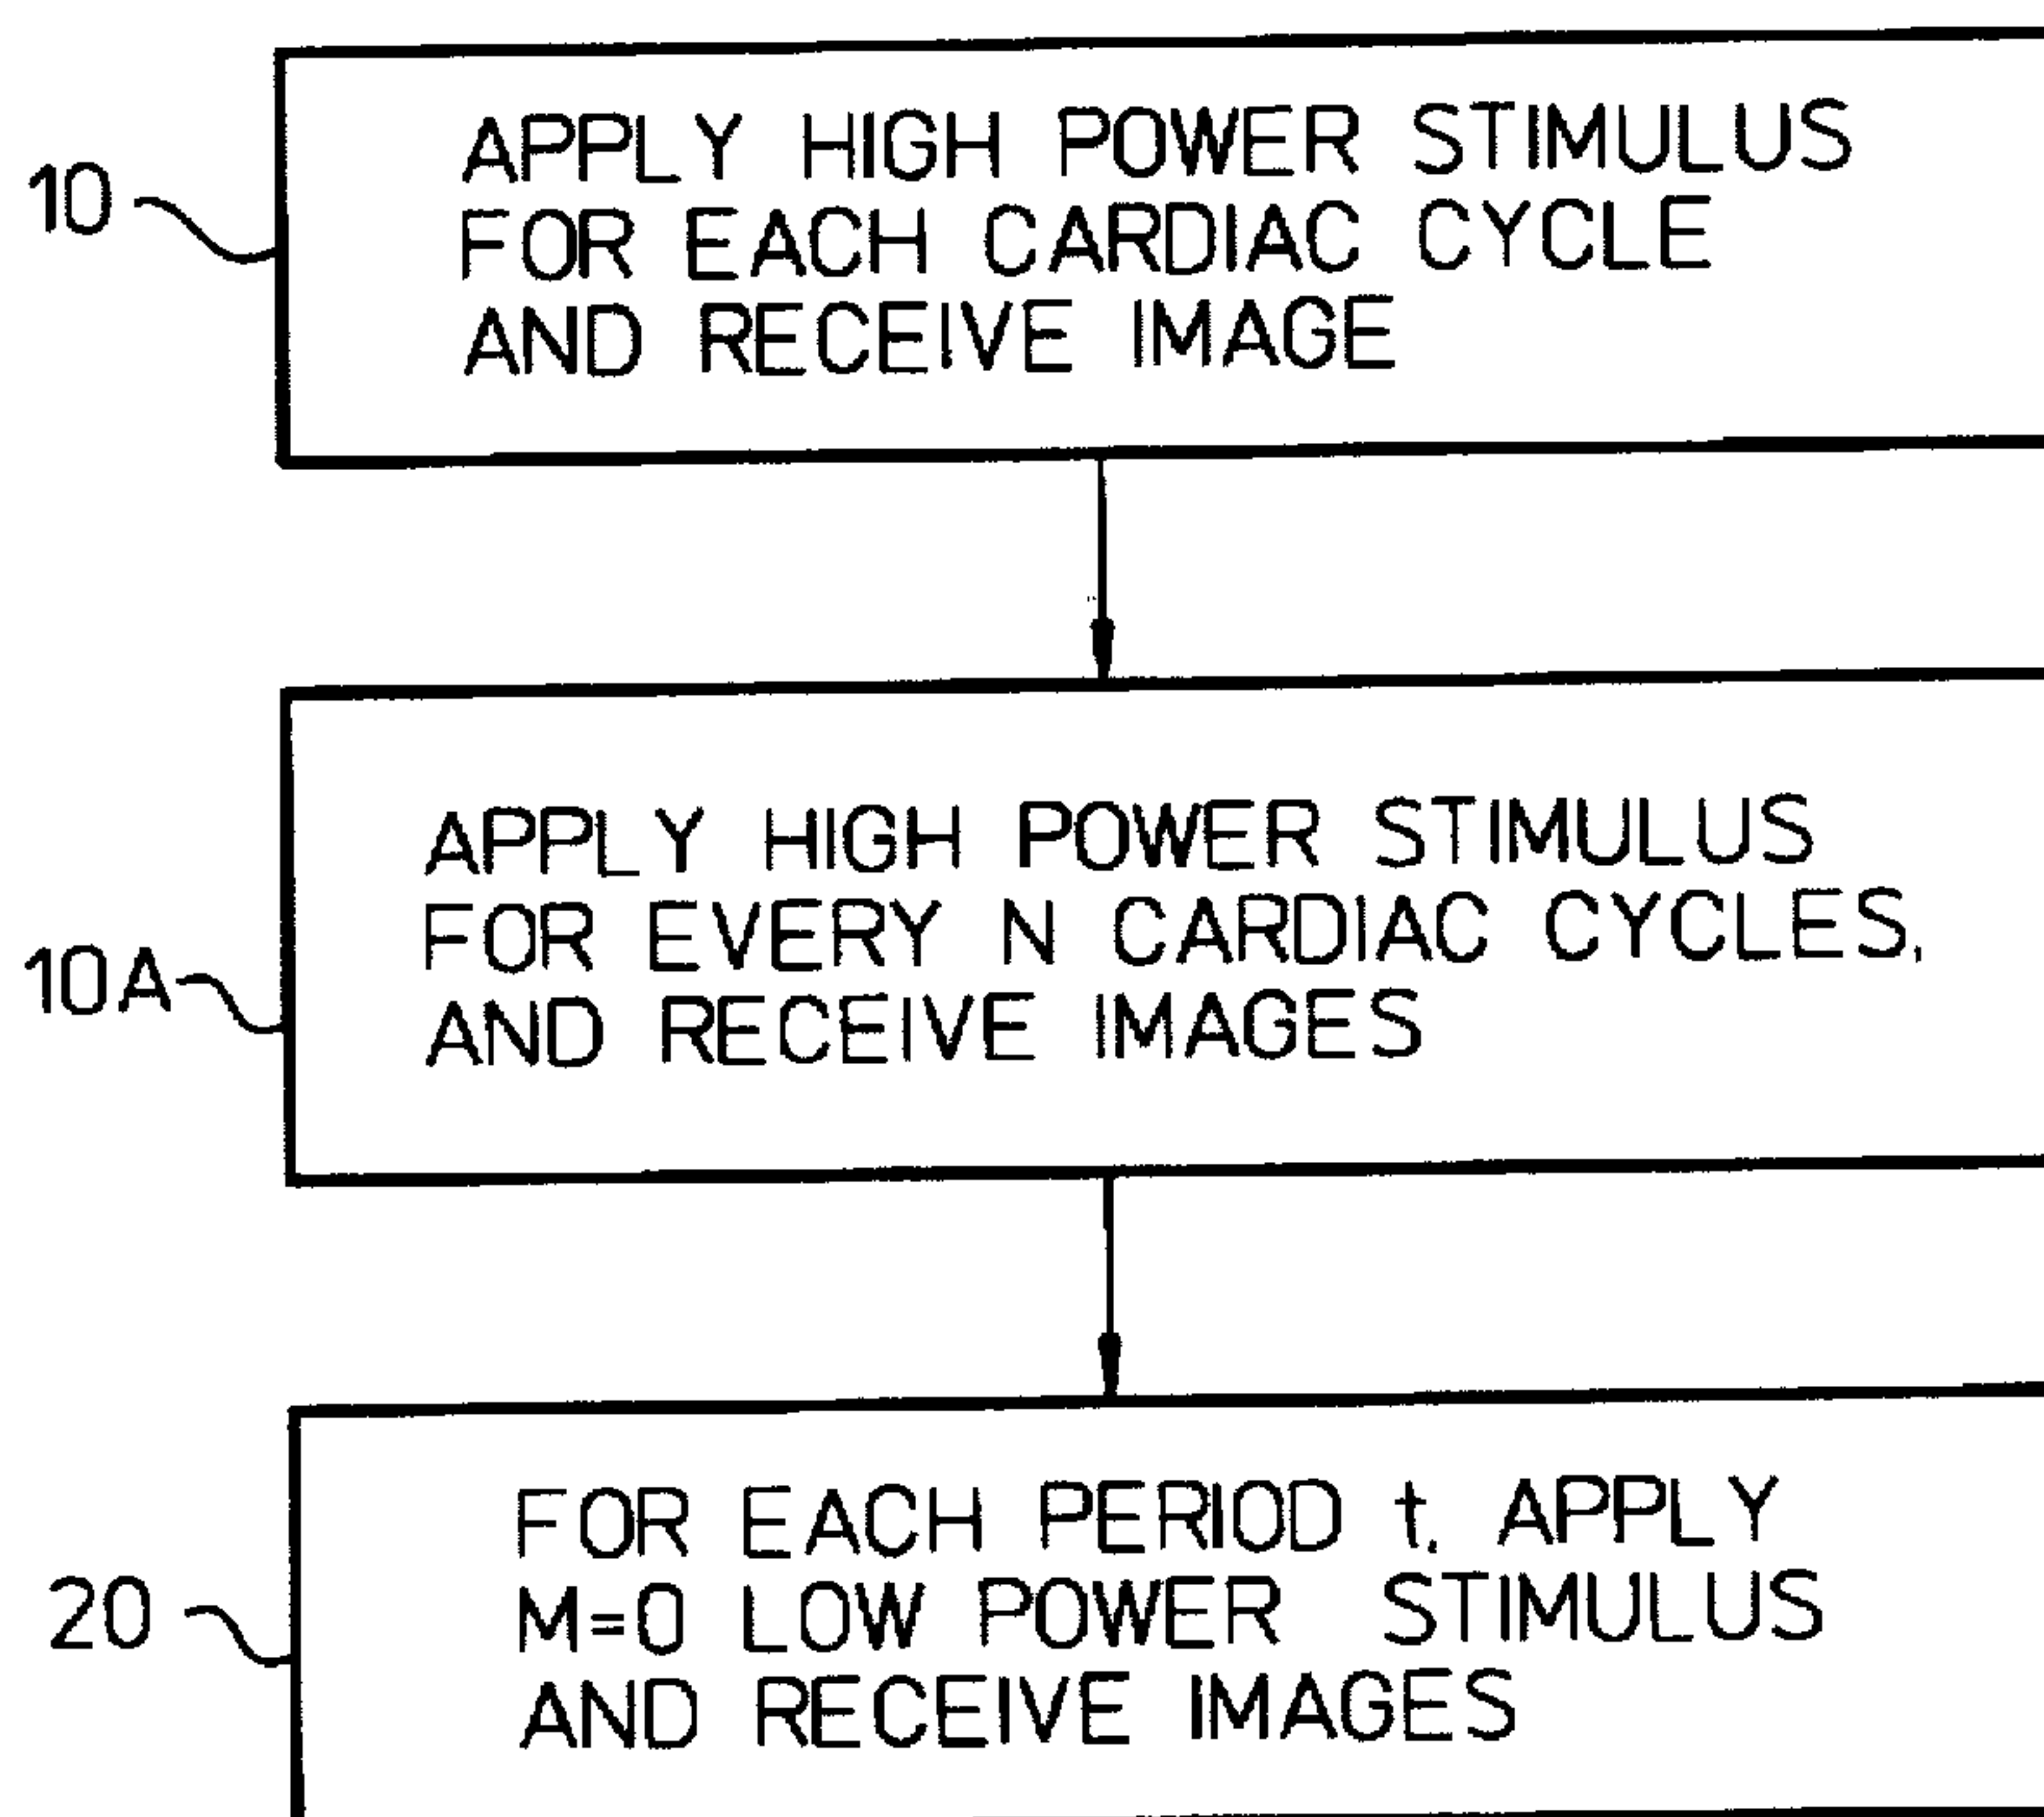 10
APPLY HIGH POWER STIMULUS
FOR EACH CARDIAC CYCLE
AND RECEIVE IMAGE
10A
APPLY HIGH POWER STIMULUS
FOR EVERY N CARDIAC CYCLES,
AND RECEIVE IMAGES
20
FOR EACH PERIOD t, APPLY
M=0 LOW POWER STIMULUS
AND RECEIVE IMAGES